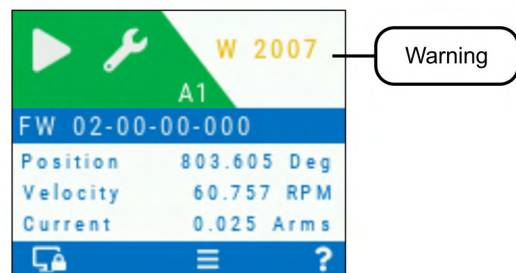 W 2007
Warning
A1
FW 02-00-00-000
Position 803.605 Deg
Velocity 60.757 RPM
Current 0.025 Arms
?